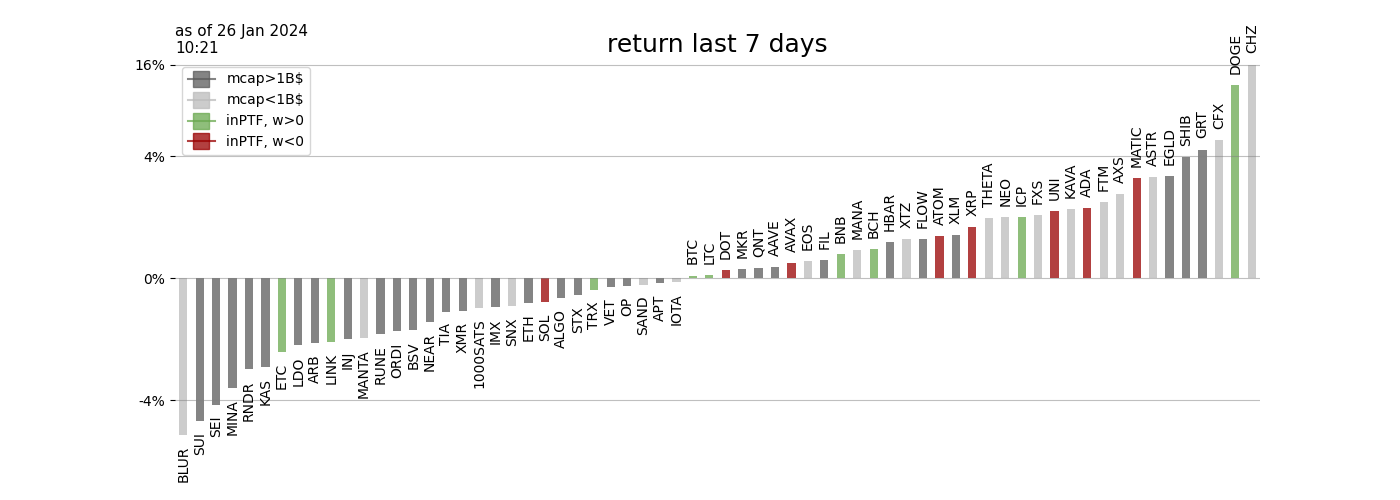 as of 26 Jan 2024
10:21
return last 7 days
16%
4%
0%
-4%
mcap>1B$
mcap<1B$
inPTF, w>0
inPTF, w<0
BLUR
SUI
SEI
MINA
RNDR
KAS
ETC
LDO
ARB
LINK
INJ
MANTA
RUNE
ORDI
BSV
NEAR
TIA
XMR
1000SATS
IMX
SNX
ETH
SOL
ALGO
STX
TRX
VET
OP
SAND
APT
IOTA
BTC
LTC
DOT
MKR
QNT
AAVE
AVAX
EOS
FIL
BNB
MANA
BCH
HBAR
XTZ
FLOW
ATOM
XLM
XRP
THETA
NEO
ICP
FXS
UNI
KAVA
ADA
FTM
AXS
MATIC
ASTR
EGLD
SHIB
GRT
CFX
DOGE
CHZ